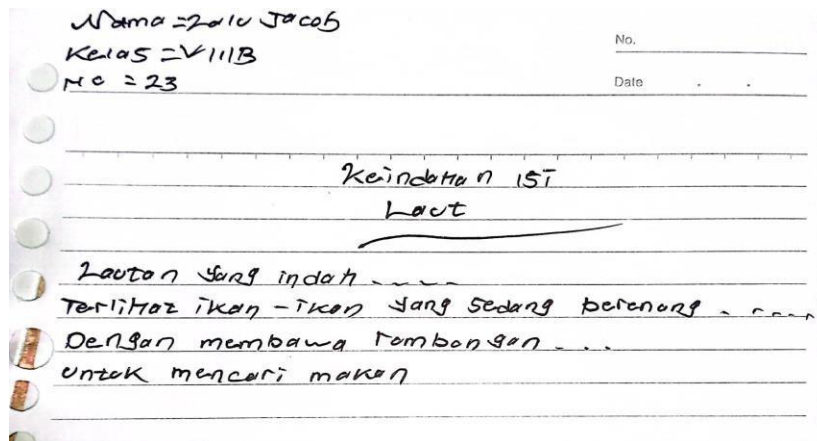 Nama = Lalu Jacob
Kelas = VIIIB
No = 23
No.
Date
Keindahan ISI
Laut
Lautan yang indah ....
Terlihat ikan-ikan yang sedang berenang . ....
Dengan membawa rombongan ...
untuk mencari makan